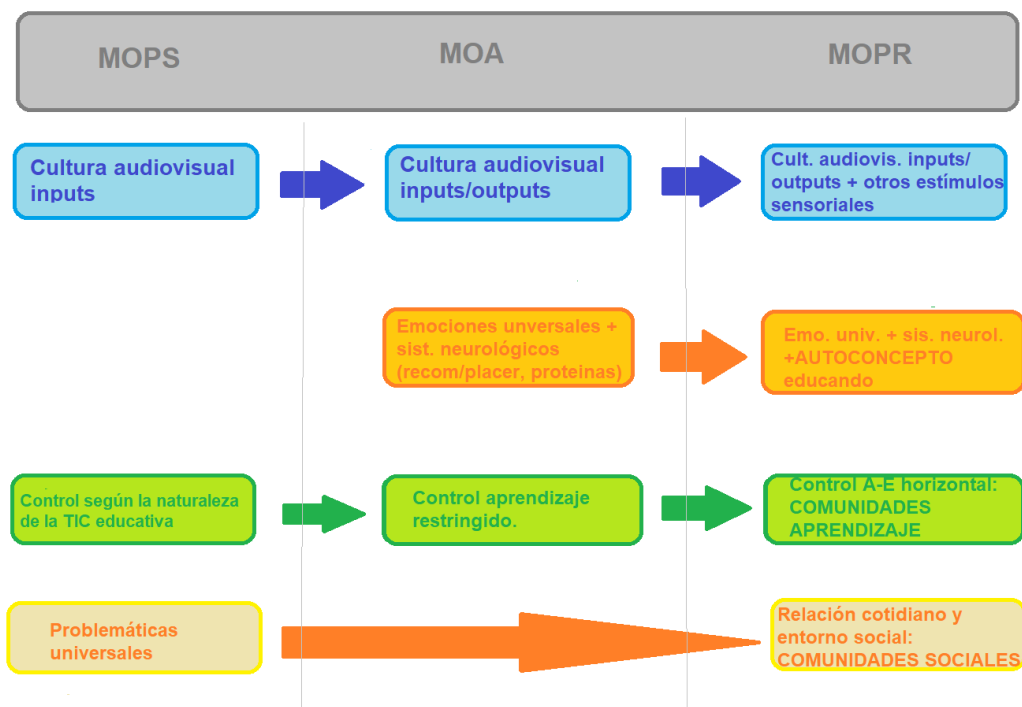 MOPS
MOA
MOPR
Cultura audiovisual
inputs
Cultura audiovisual
inputs/outputs
Cult. audiovis. inputs/
outputs + otros estímulos
sensoriales
Emociones unversales +
sist. neurológicos
(recom/placer, proteinas)
Emo. univ. + sis. neurol.
+AUTOCONCEPTO
educando
Control según la naturaleza
de la TIC educativa
Control aprendizaje
restringido.
Control A-E horizontal:
COMUNIDADES
APRENDIZAJE
Problemáticas
universales
Relación cotidiano y
entorno social:
COMUNIDADES SOCIALES